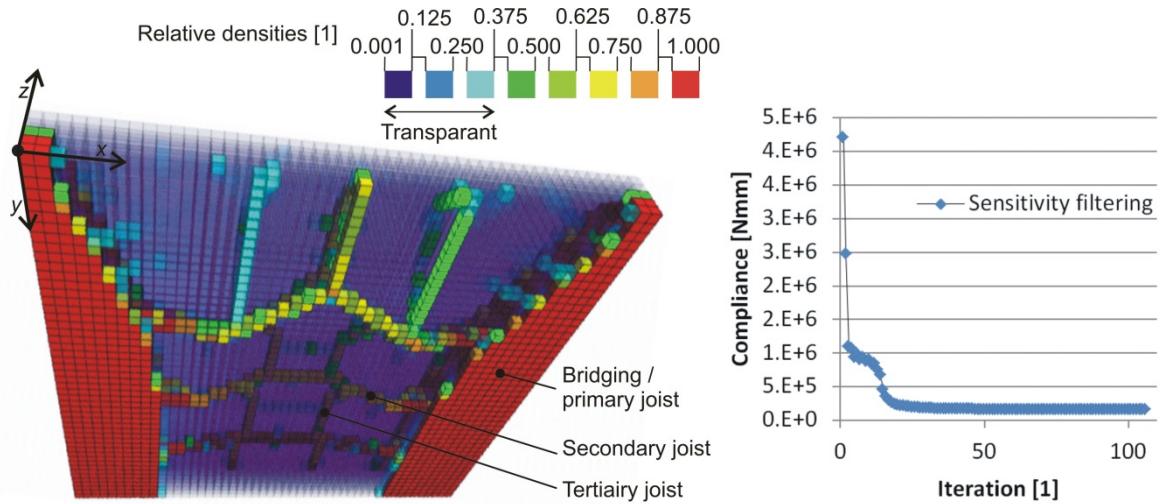 Relative densities [1]
0.125 0.375 0.625 0.875
0.001 0.250 0.500 0.750 1.000
Transparant
z
x
y
Bridging /
primary joist
Secondary joist
Tertiairy joist
5.E+6
4.E+6
4.E+6
3.E+6
3.E+6
2.E+6
2.E+6
1.E+6
5.E+5
0.E+0
Compliance [Nmm]
Sensitivity filtering
0 50 100
Iteration [1]